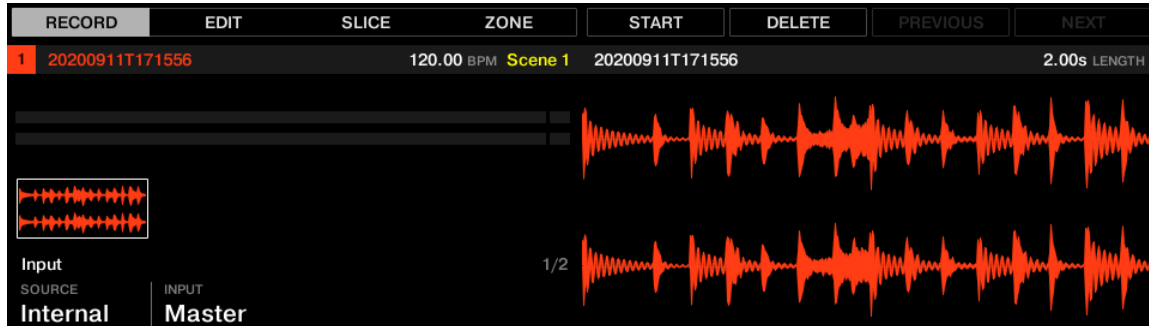 RECORD EDIT SLICE ZONE START DELETE PREVIOUS NEXT
1 20200911T171556 120.00 BPM Scene 1 20200911T171556 2.00s LENGTH
Input 1/2
SOURCE INPUT
Internal Master